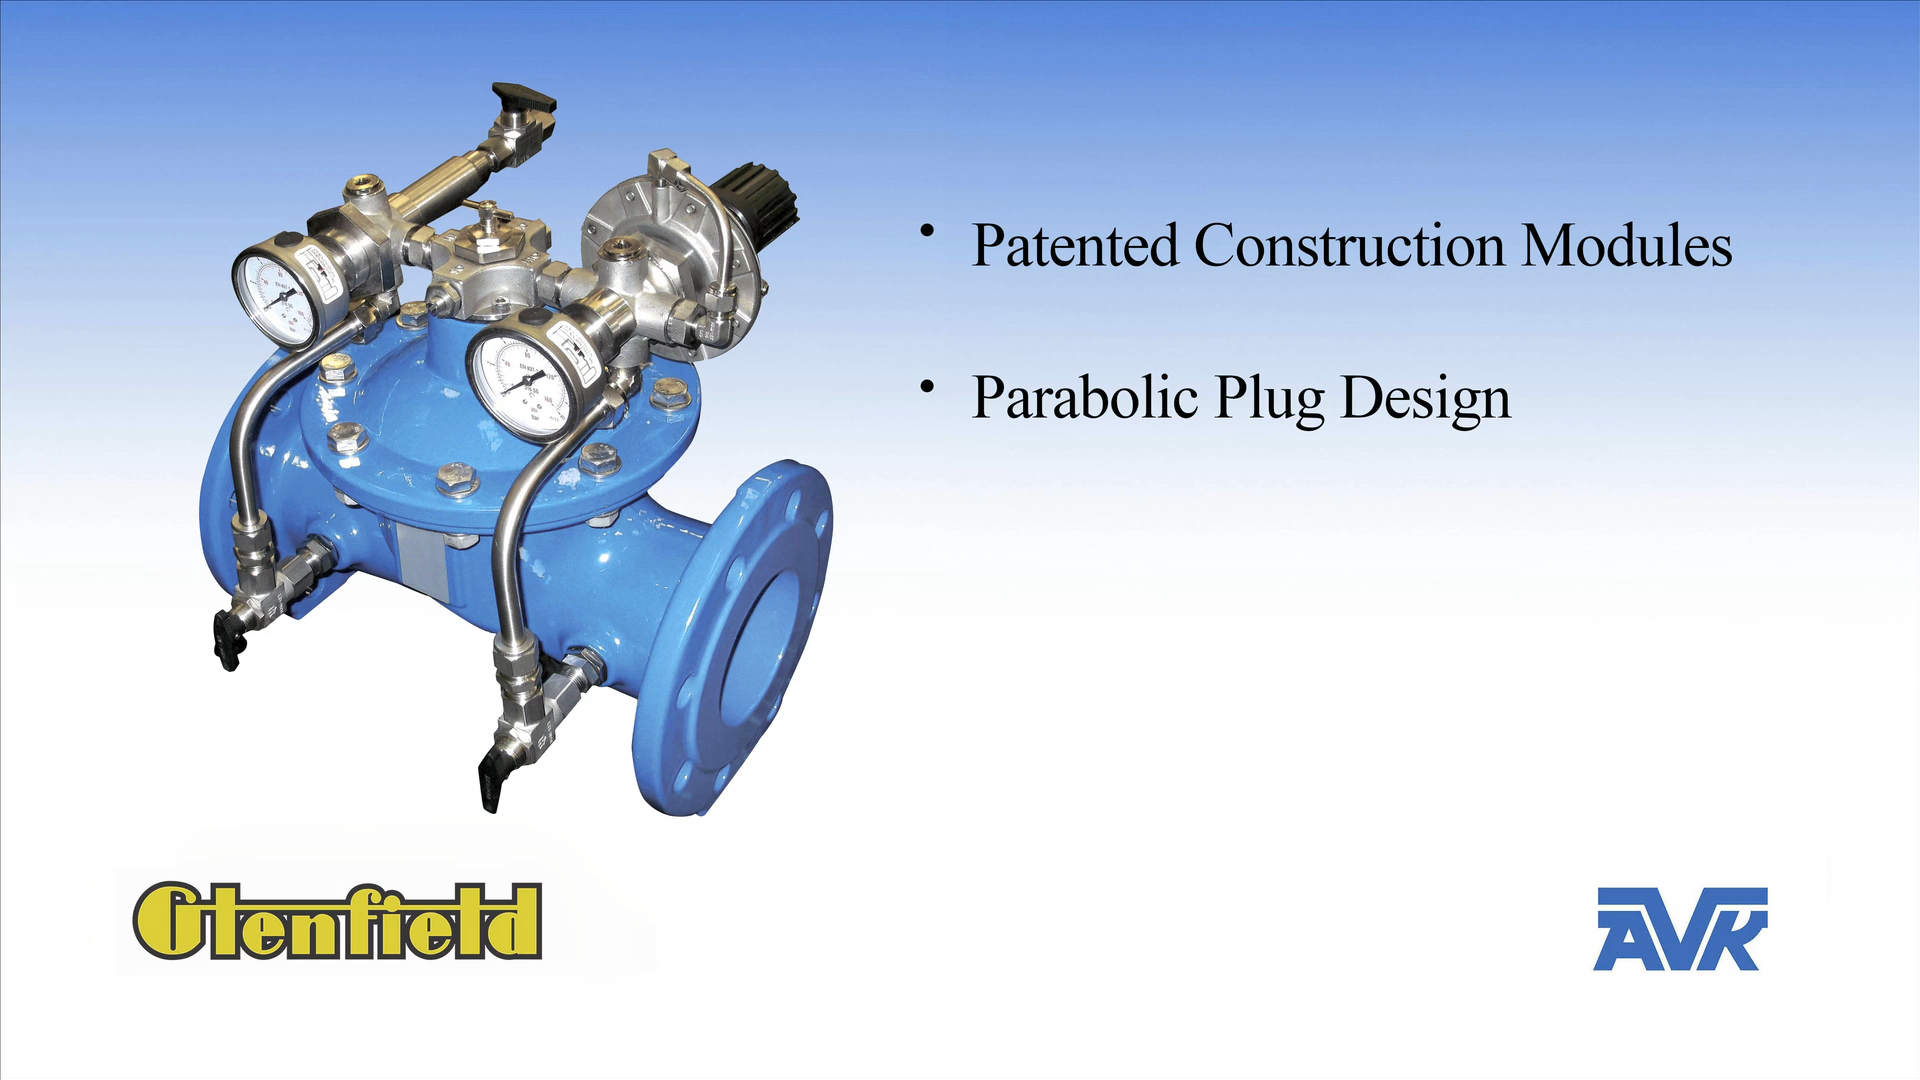 • Patented Construction Modules
• Parabolic Plug Design
Glenfield
AVK